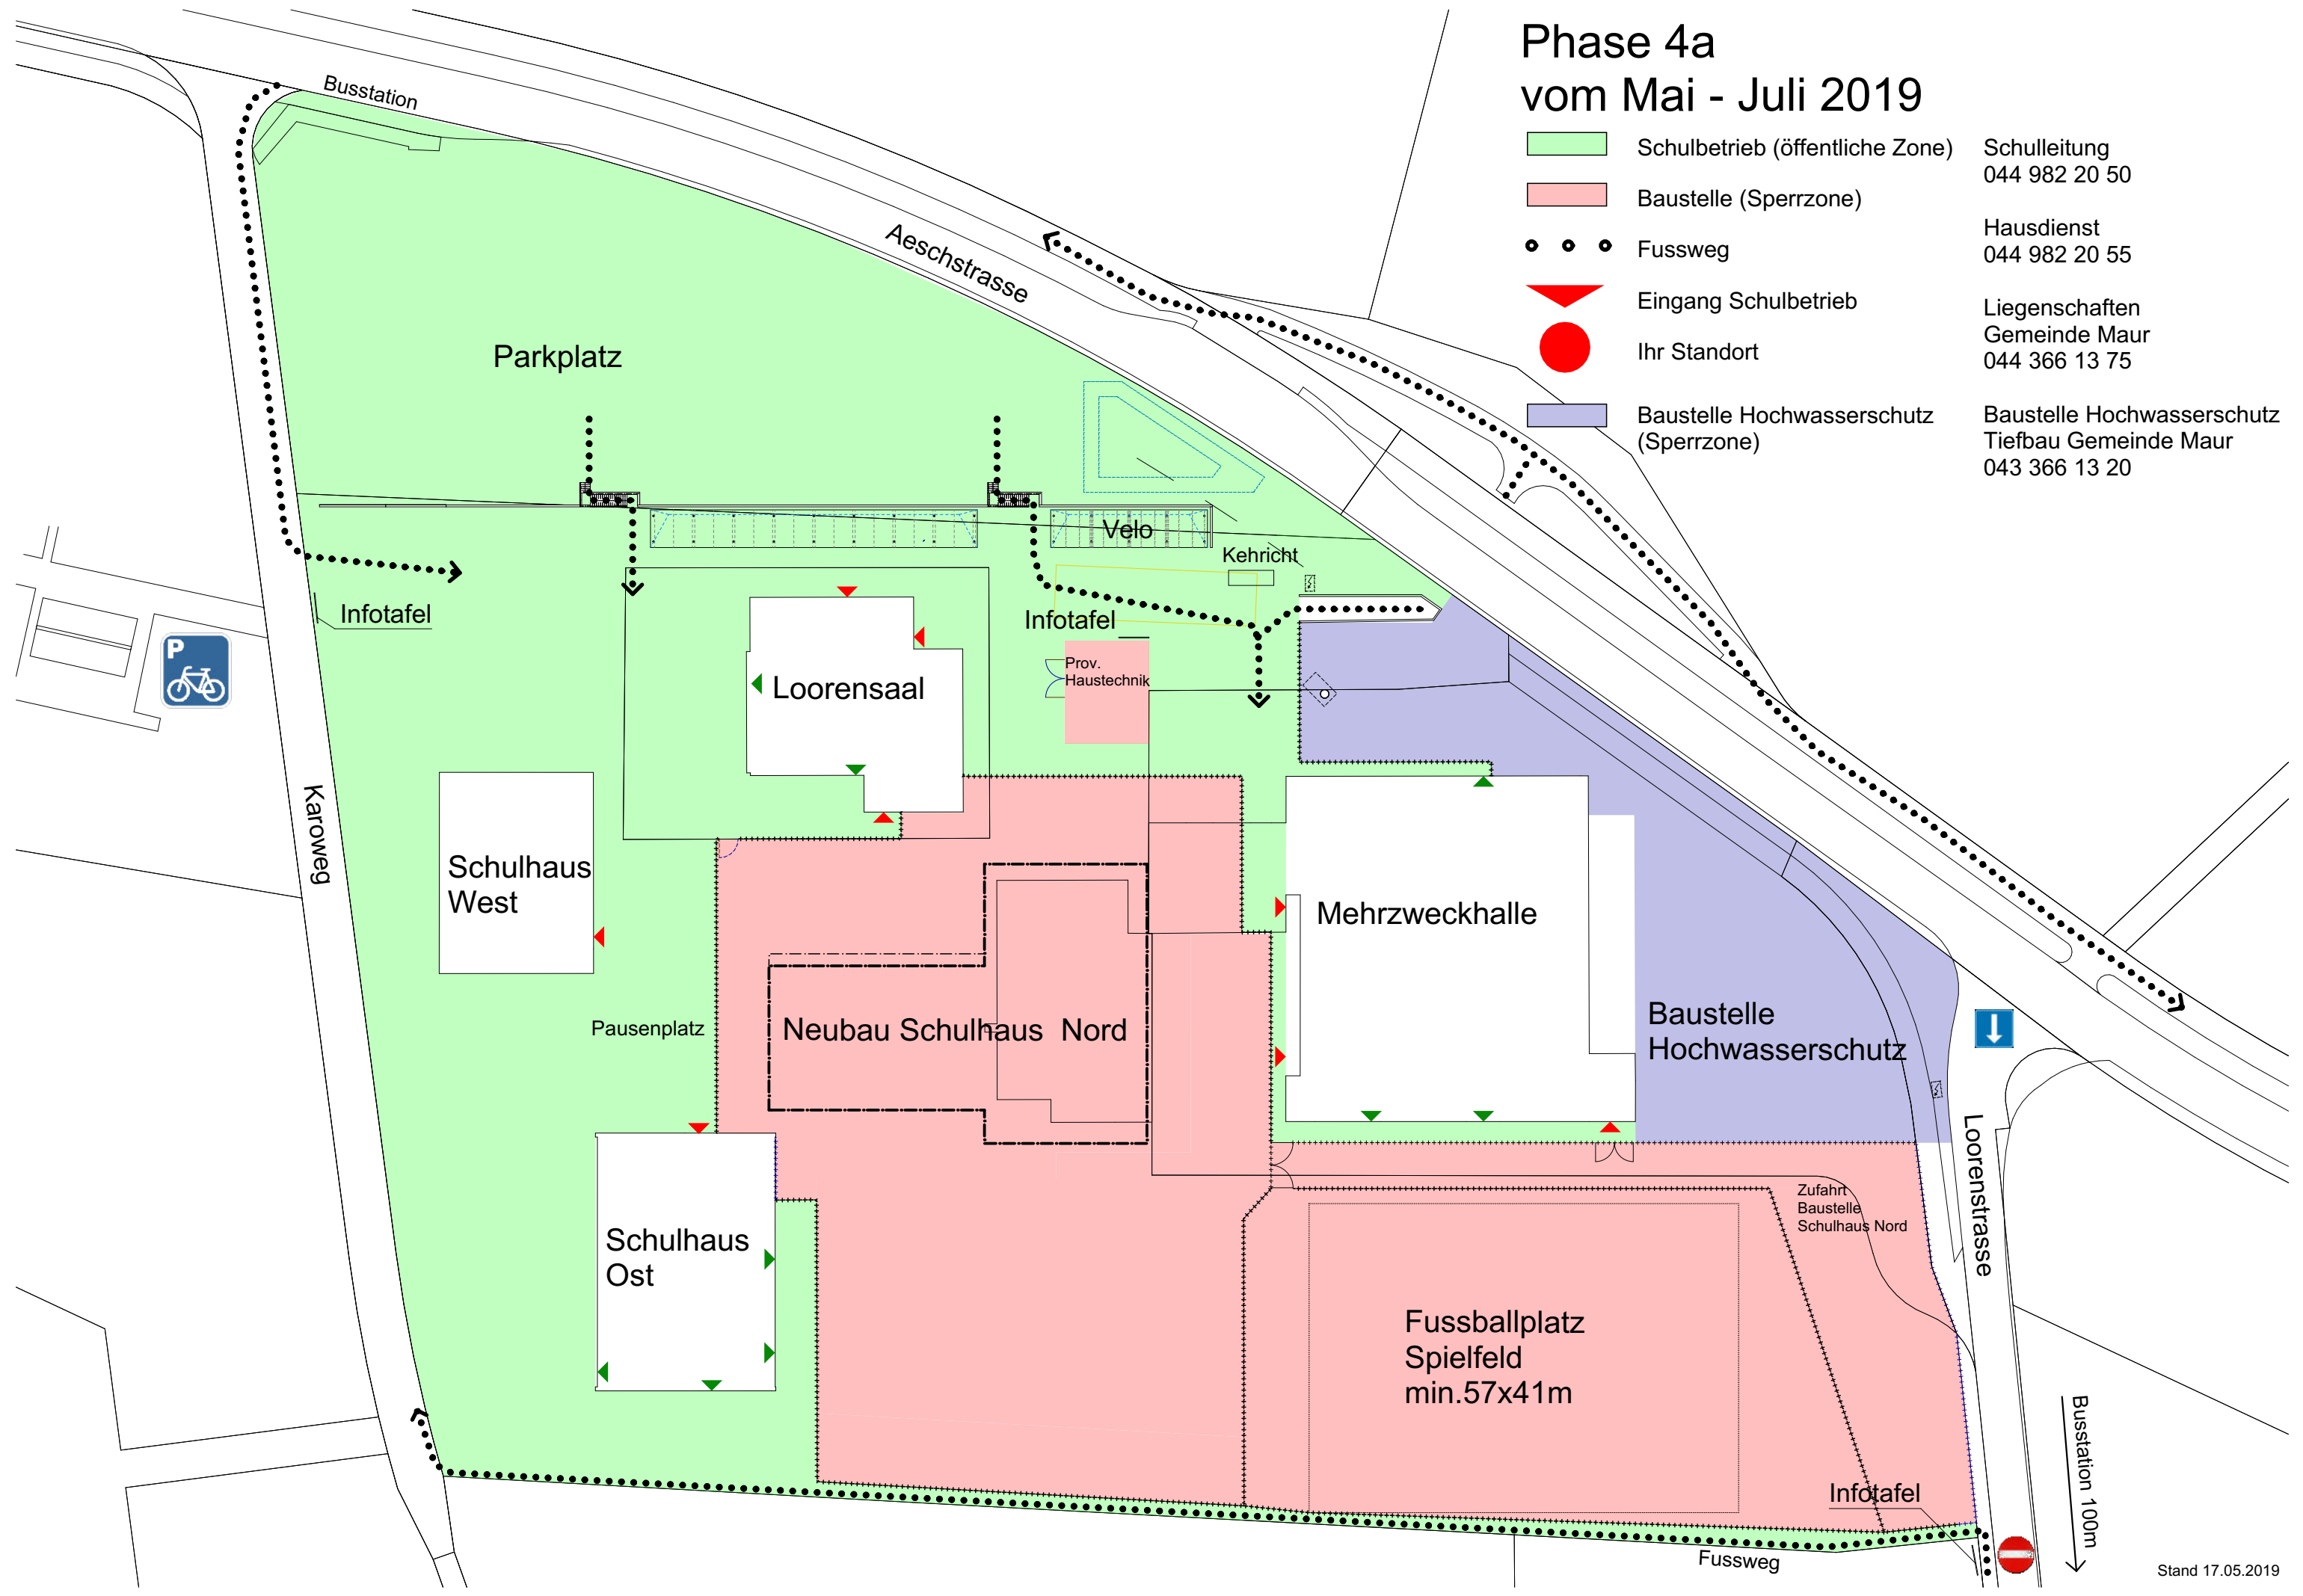 Phase 4a
vom Mai - Juli 2019
Schulbetrieb (öffentliche Zone)
Baustelle (Sperrzone)
Fussweg
Eingang Schulbetrieb
Ihr Standort
Baustelle Hochwasserschutz
(Sperrzone)
Schulleitung
044 982 20 50
Hausdienst
044 982 20 55
Liegenschaften
Gemeinde Maur
044 366 13 75
Baustelle Hochwasserschutz
Tiefbau Gemeinde Maur
043 366 13 20
Busstation
Aeschstrasse
Parkplatz
Velo
Kehricht
Infotafel
Infotafel
P
Prov.
Haustechnik
Loorensaal
Karoweg
Schulhaus
West
Mehrzweckhalle
Pausenplatz
Neubau Schulhaus Nord
Baustelle
Hochwasserschutz
Loorenstrasse
Zufahrt
Baustelle
Schulhaus Nord
Schulhaus
Ost
Fussballplatz
Spielfeld
min.57x41m
Busstation 100m
Infotafel
Fussweg
Stand 17.05.2019